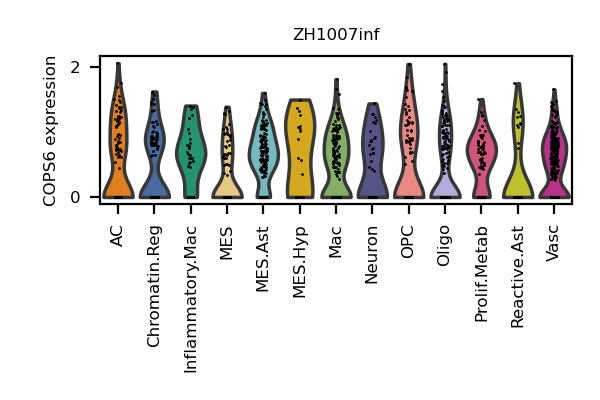 ZH1007inf
COPS6 expression
2
0
AC
Chromatin.Reg
Inflammatory.Mac
MES
MES.Ast
MES.Hyp
Mac
Neuron
OPC
Oligo
Prolif.Metab
Reactive.Ast
Vasc